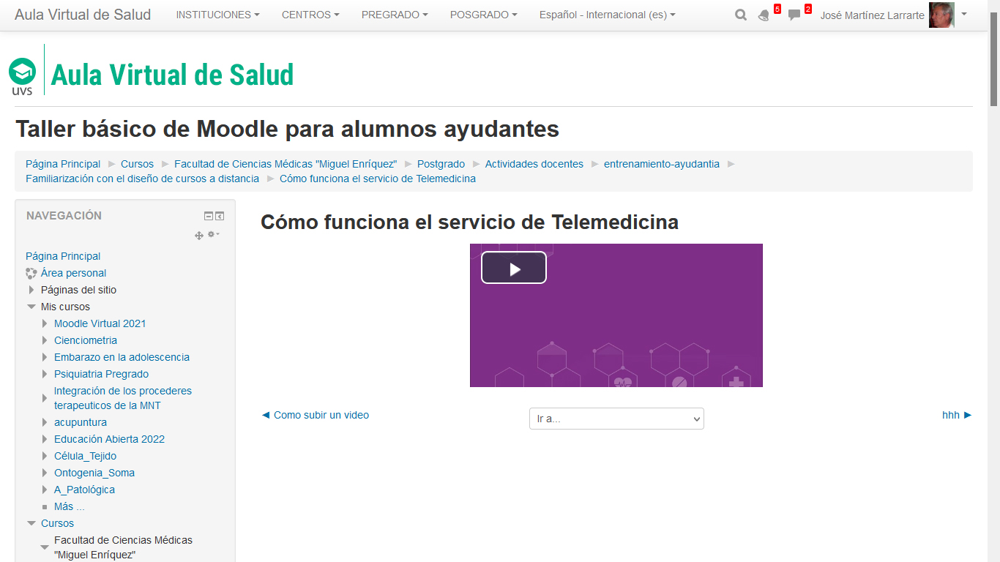 Aula Virtual de Salud INSTITUCIONES CENTROS PREGRADO POSGRADO Español - Internacional (es) 5 2 José Martínez Larrarte
UVS
Aula Virtual de Salud
Taller básico de Moodle para alumnos ayudantes
Página Principal ► Cursos ► Facultad de Ciencias Médicas "Miguel Enríquez" ► Postgrado ► Actividades docentes ► entrenamiento-ayudantia ►
Familiarización con el diseño de cursos a distancia ► Cómo funciona el servicio de Telemedicina
NAVEGACIÓN
Página Principal
Área personal
Páginas del sitio
Mis cursos
Moodle Virtual 2021
Cienciometria
Embarazo en la adolescencia
Psiquiatria Pregrado
Integración de los procederes
terapeuticos de la MNT
acupuntura
Educación Abierta 2022
Célula_Tejido
Ontogenia_Soma
A_Patológica
Más ...
Cursos
Facultad de Ciencias Médicas
"Miguel Enríquez"
Cómo funciona el servicio de Telemedicina
◄ Como subir un video
Ir a...
hhh ►